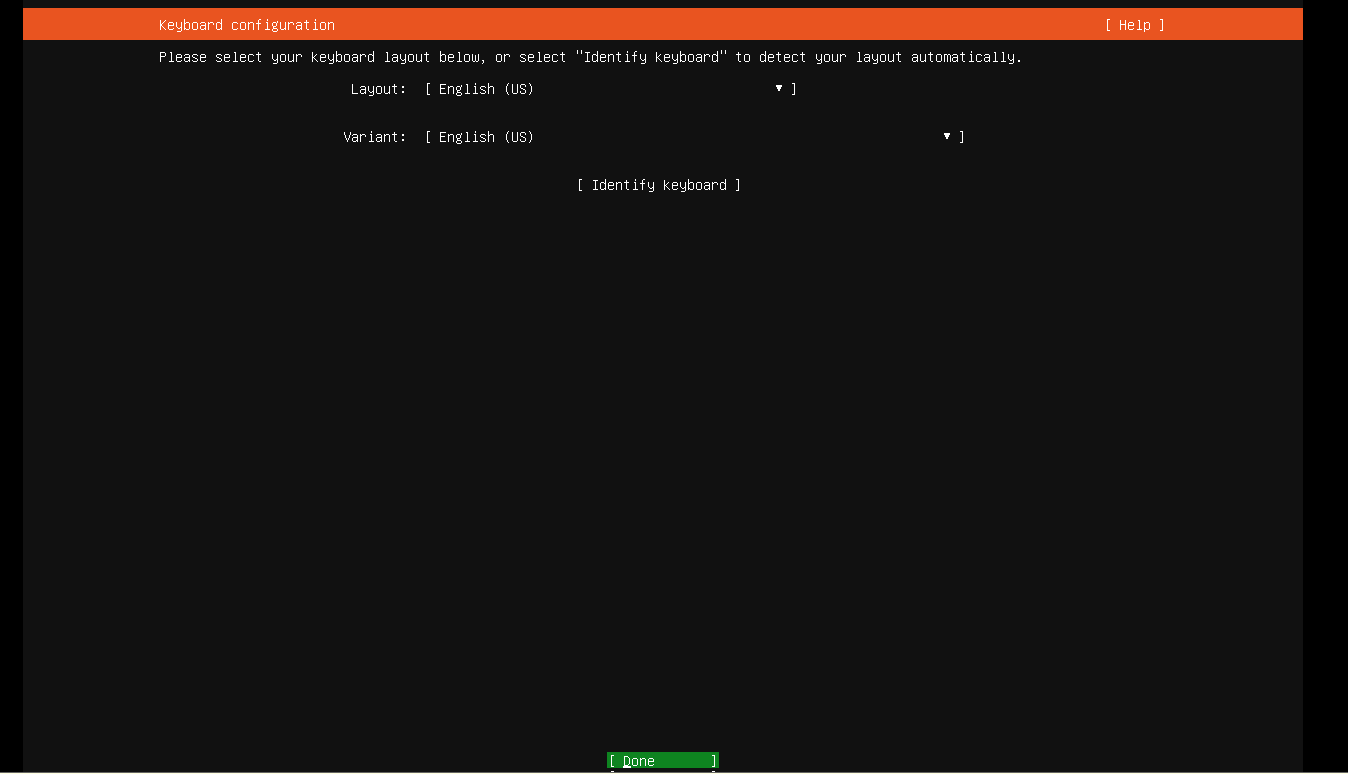 Keyboard configuration [ Help ]
Please select your keyboard layout below, or select "Identify keyboard" to detect your layout automatically.
Layout: [ English (US) ▼ ]
Variant: [ English (US) ▼ ]
[ Identify keyboard ]
[ Done ]